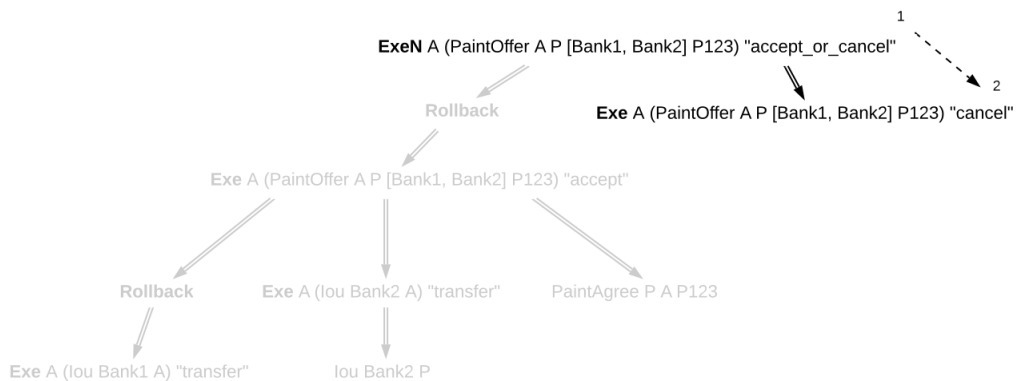 1
ExeN A (PaintOffer A P [Bank1, Bank2] P123) "accept_or_cancel"
2
Rollback
Exe A (PaintOffer A P [Bank1, Bank2] P123) "cancel"
Exe A (PaintOffer A P [Bank1, Bank2] P123) "accept"
Rollback
Exe A (Iou Bank2 A) "transfer"
PaintAgree P A P123
Exe A (Iou Bank1 A) "transfer"
Iou Bank2 P